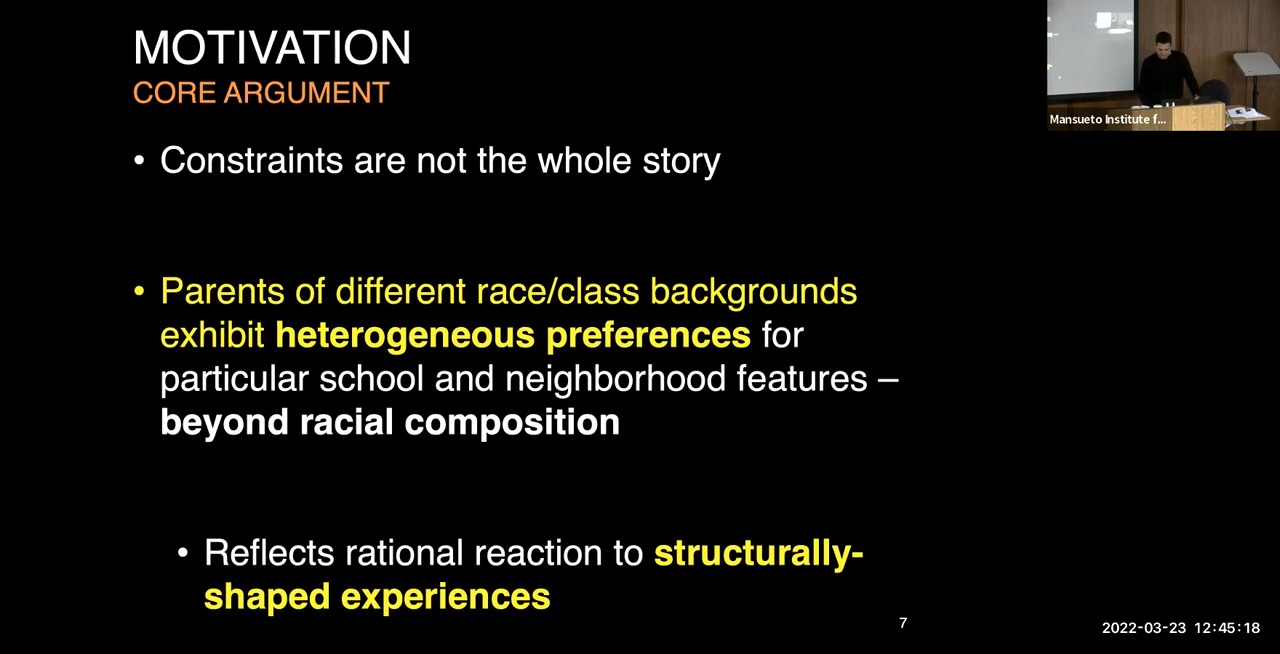 MOTIVATION
CORE ARGUMENT
• Constraints are not the whole story
• Parents of different race/class backgrounds
exhibit heterogeneous preferences for
particular school and neighborhood features –
beyond racial composition
• Reflects rational reaction to structurally-
shaped experiences
7
Mansueto Institute f...
2022-03-23 12:45:18